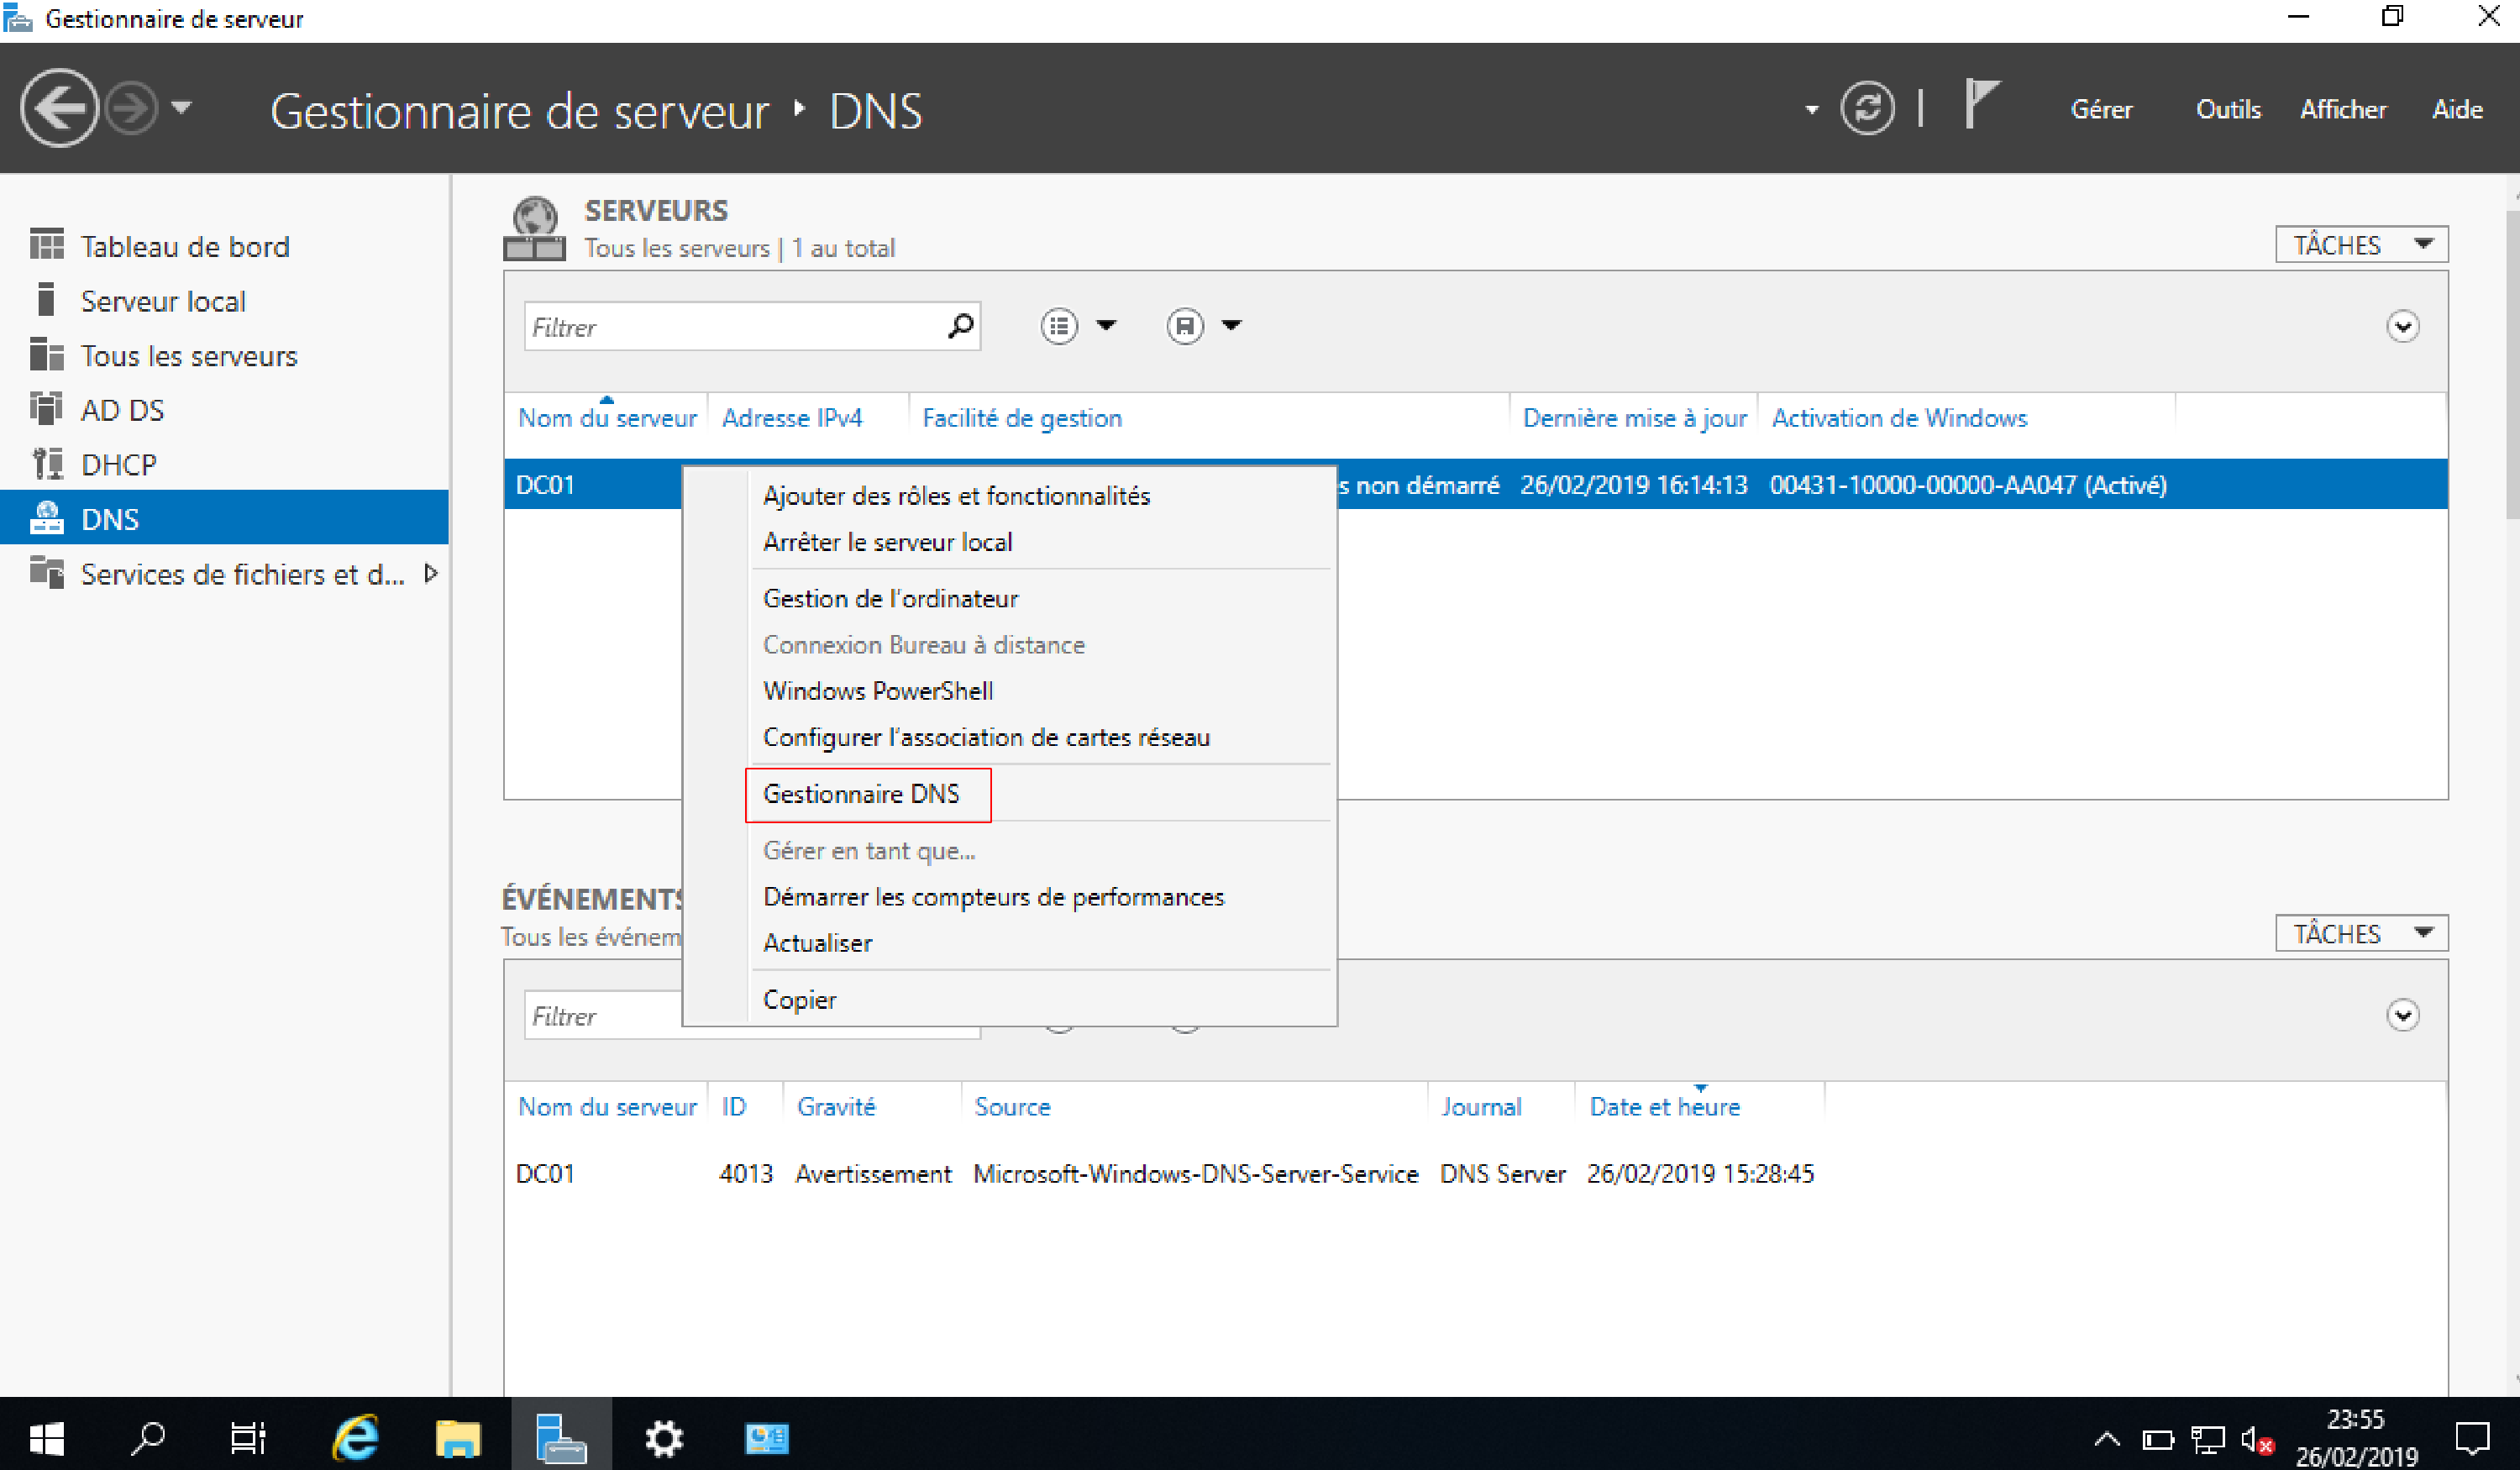 Gestionnaire de serveur
Gestionnaire de serveur ‣ DNS
Gérer Outils Afficher Aide
Tableau de bord
Serveur local
Tous les serveurs
AD DS
DHCP
DNS
Services de fichiers et d...
SERVEURS
Tous les serveurs | 1 au total
TÂCHES
Filtrer
Nom du serveur Adresse IPv4 Facilité de gestion Dernière mise à jour Activation de Windows
DC01 s non démarré 26/02/2019 16:14:13 00431-10000-00000-AA047 (Activé)
Ajouter des rôles et fonctionnalités
Arrêter le serveur local
Gestion de l'ordinateur
Connexion Bureau à distance
Windows PowerShell
Configurer l'association de cartes réseau
Gestionnaire DNS
Gérer en tant que...
Démarrer les compteurs de performances
Actualiser
Copier
ÉVÉNEMENTS
Tous les événem
TÂCHES
Filtrer
Nom du serveur ID Gravité Source Journal Date et heure
DC01 4013 Avertissement Microsoft-Windows-DNS-Server-Service DNS Server 26/02/2019 15:28:45
23:55
26/02/2019